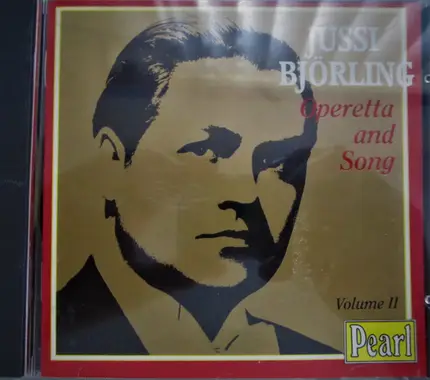 JUSSI
BJÖRLING
Operetta
and
Song
Volume II
Pearl